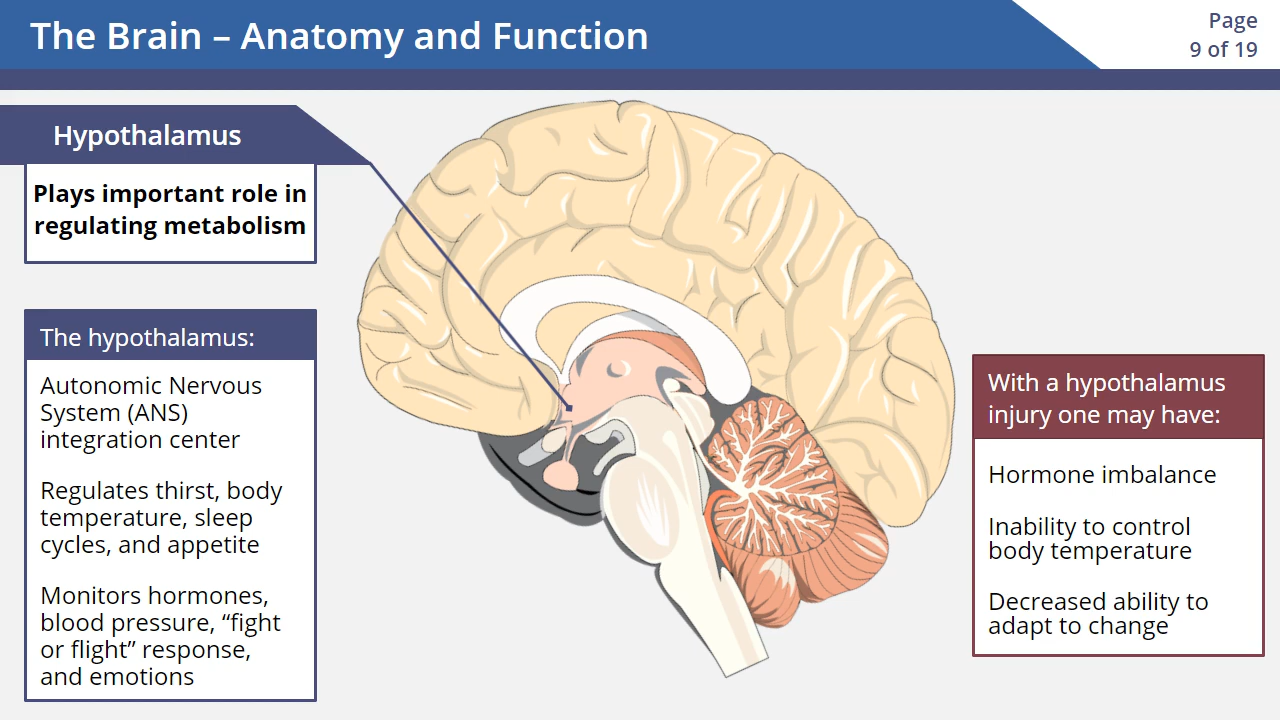 The Brain – Anatomy and Function
Page
9 of 19
Hypothalamus
Plays important role in
regulating metabolism
The hypothalamus:
Autonomic Nervous
System (ANS)
integration center
Regulates thirst, body
temperature, sleep
cycles, and appetite
Monitors hormones,
blood pressure, “fight
or flight” response,
and emotions
With a hypothalamus
injury one may have:
Hormone imbalance
Inability to control
body temperature
Decreased ability to
adapt to change